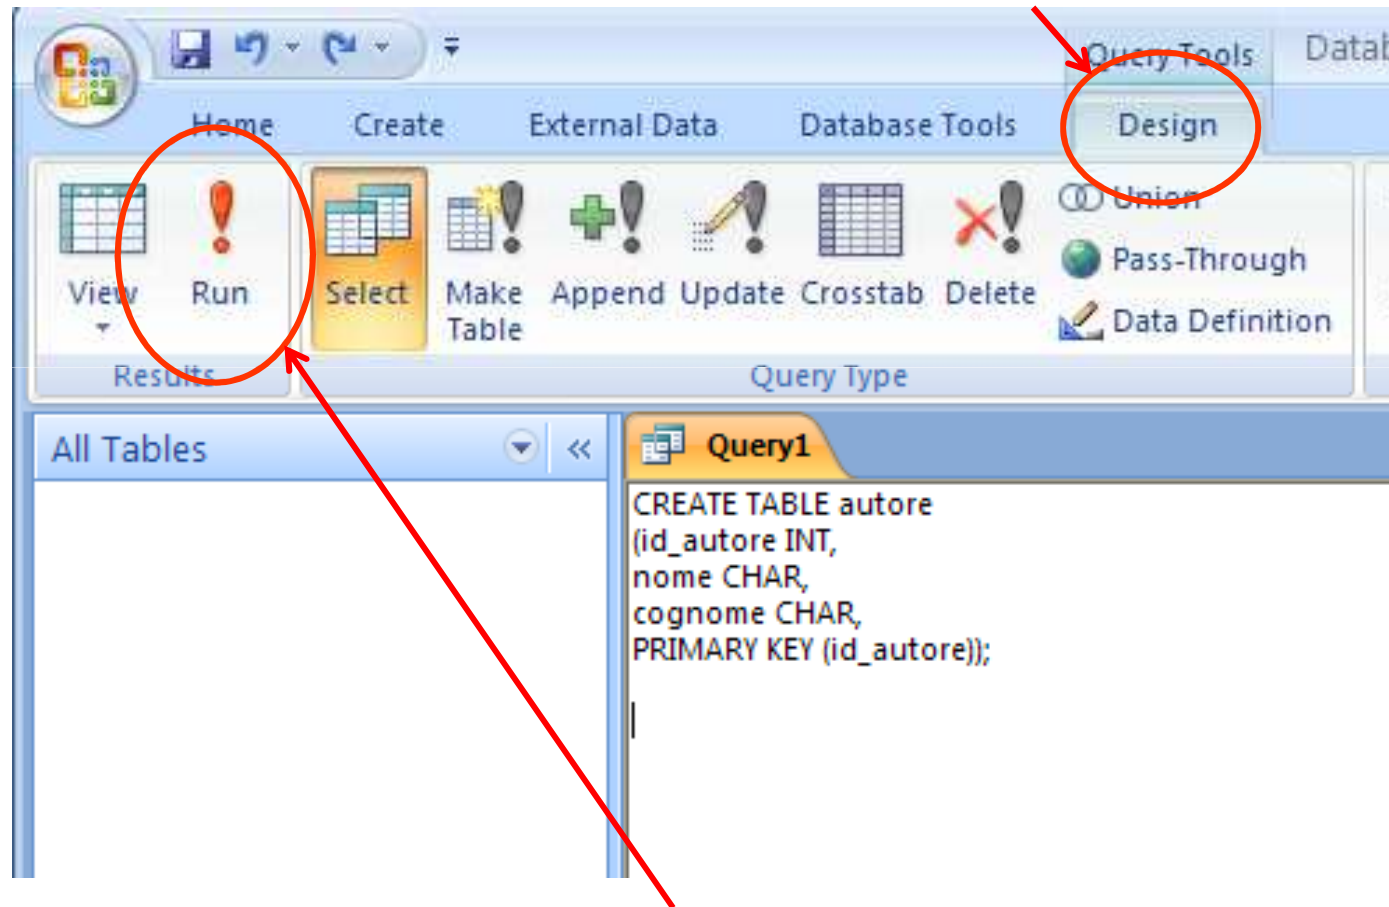 Query Tools
Datab
Home Create External Data Database Tools Design
View Run Select Make Table Append Update Crosstab Delete
Union
Pass-Through
Data Definition
Results Query Type
All Tables «
Query1
CREATE TABLE autore
(id_autore INT,
nome CHAR,
cognome CHAR,
PRIMARY KEY (id_autore));